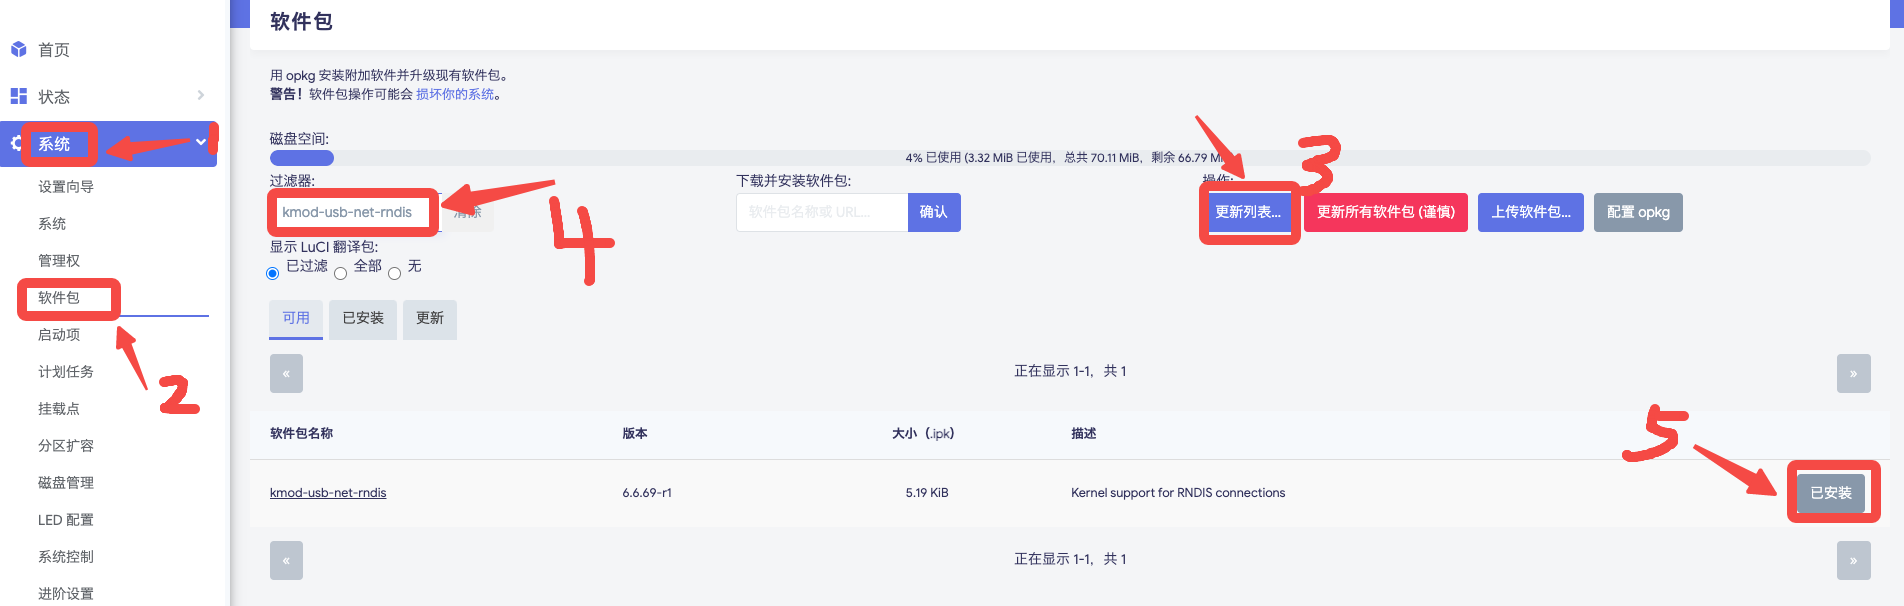 首页
状态
系统
1
设置向导
系统
管理权
软件包
2
启动项
计划任务
挂载点
分区扩容
磁盘管理
LED 配置
系统控制
进阶设置
软件包
用 opkg 安装附加软件并升级现有软件包。
警告！软件包操作可能会 损坏你的系统。
磁盘空间:
4% 已使用 (3.32 MiB 已使用，总共 70.11 MiB，剩余 66.79
过滤器:
kmod-usb-net-rndis
清除
4
下载并安装软件包:
软件包名称或 URL...
确认
操作:
3
更新列表...
更新所有软件包 (谨慎)
上传软件包...
配置 opkg
显示 LuCI 翻译包:
已过滤 全部 无
可用 已安装 更新
«
正在显示 1-1，共 1
»
软件包名称 版本 大小（.ipk） 描述
5
kmod-usb-net-rndis 6.6.69-r1 5.19 KiB Kernel support for RNDIS connections 已安装
«
正在显示 1-1，共 1
»